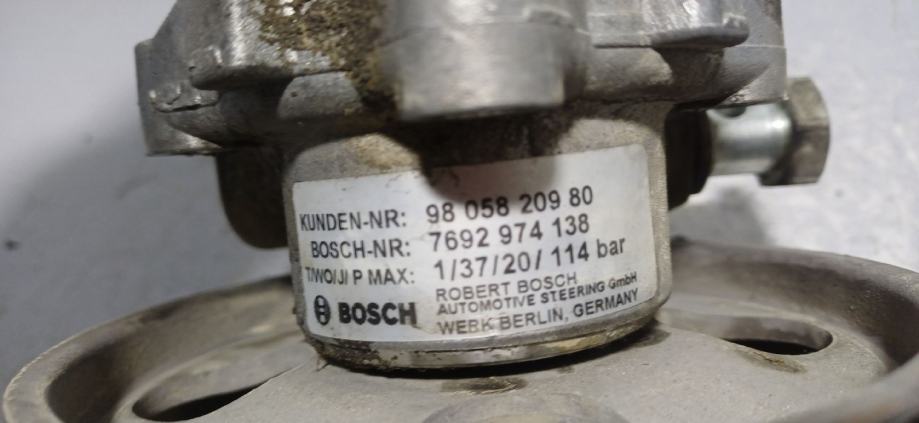 KUNDEN-NR: 98 058 209 80
BOSCH-NR: 7692 974 138
T/WO/J/ P MAX: 1/37/20/ 114 bar
BOSCH
ROBERT BOSCH
AUTOMOTIVE STEERING GmbH
WERK BERLIN, GERMANY